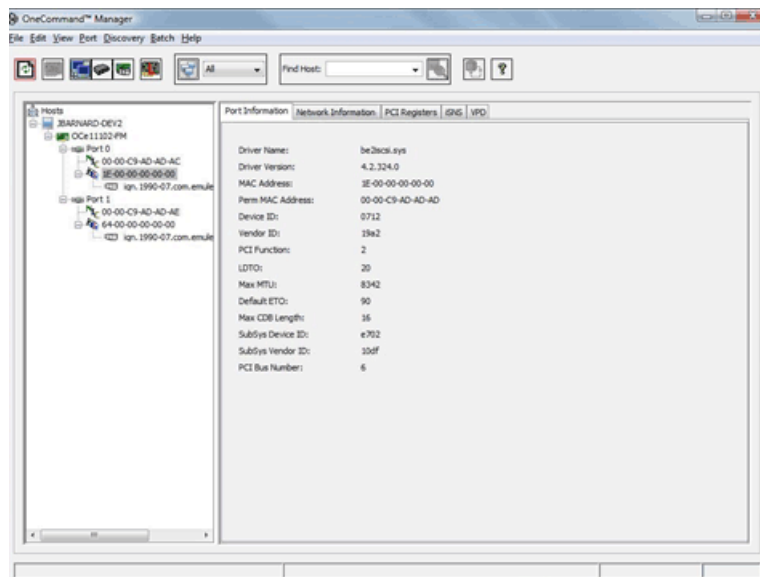 OneCommand™ Manager
File Edit View Port Discovery Batch Help
All
Find Host:
Hosts
JBARNARD-DEV2
OCe11102-FM
Port 0
00-00-C9-AD-AD-AC
1E-00-00-00-00-00
iqn.1990-07.com.emule
Port 1
00-00-C9-AD-AD-AE
64-00-00-00-00-00
iqn.1990-07.com.emule
Port Information Network Information PCI Registers iSNS VPD
Driver Name: be2iscsi.sys
Driver Version: 4.2.324.0
MAC Address: 1E-00-00-00-00-00
Perm MAC Address: 00-00-C9-AD-AD-AD
Device ID: 0712
Vendor ID: 19a2
PCI Function: 2
LDTO: 20
Max MTU: 8342
Default ETO: 90
Max CDB Length: 16
SubSys Device ID: e702
SubSys Vendor ID: 10df
PCI Bus Number: 6